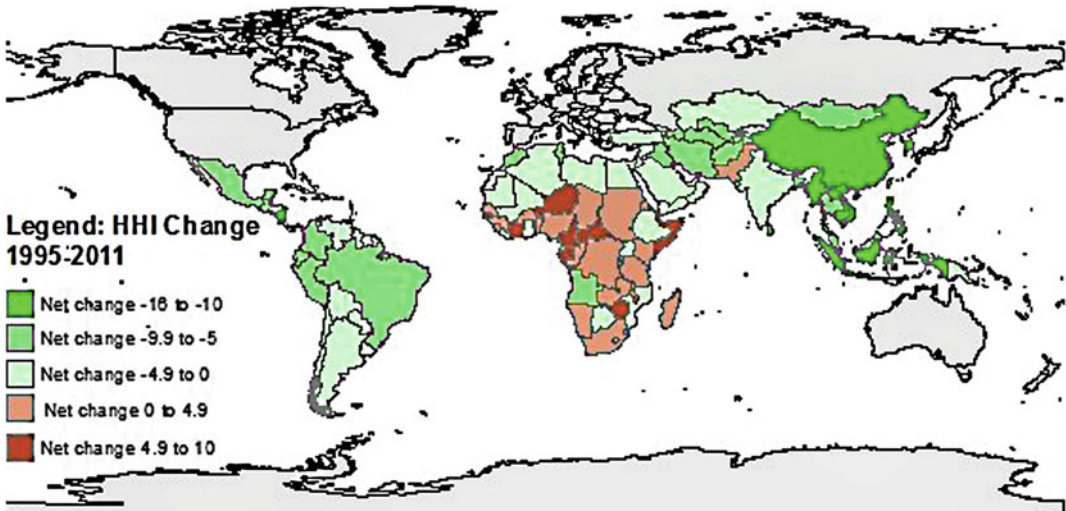 Legend: HHI Change
1995-2011
Net change -16 to -10
Net change -9.9 to -5
Net change -4.9 to 0
Net change 0 to 4.9
Net change 4.9 to 10